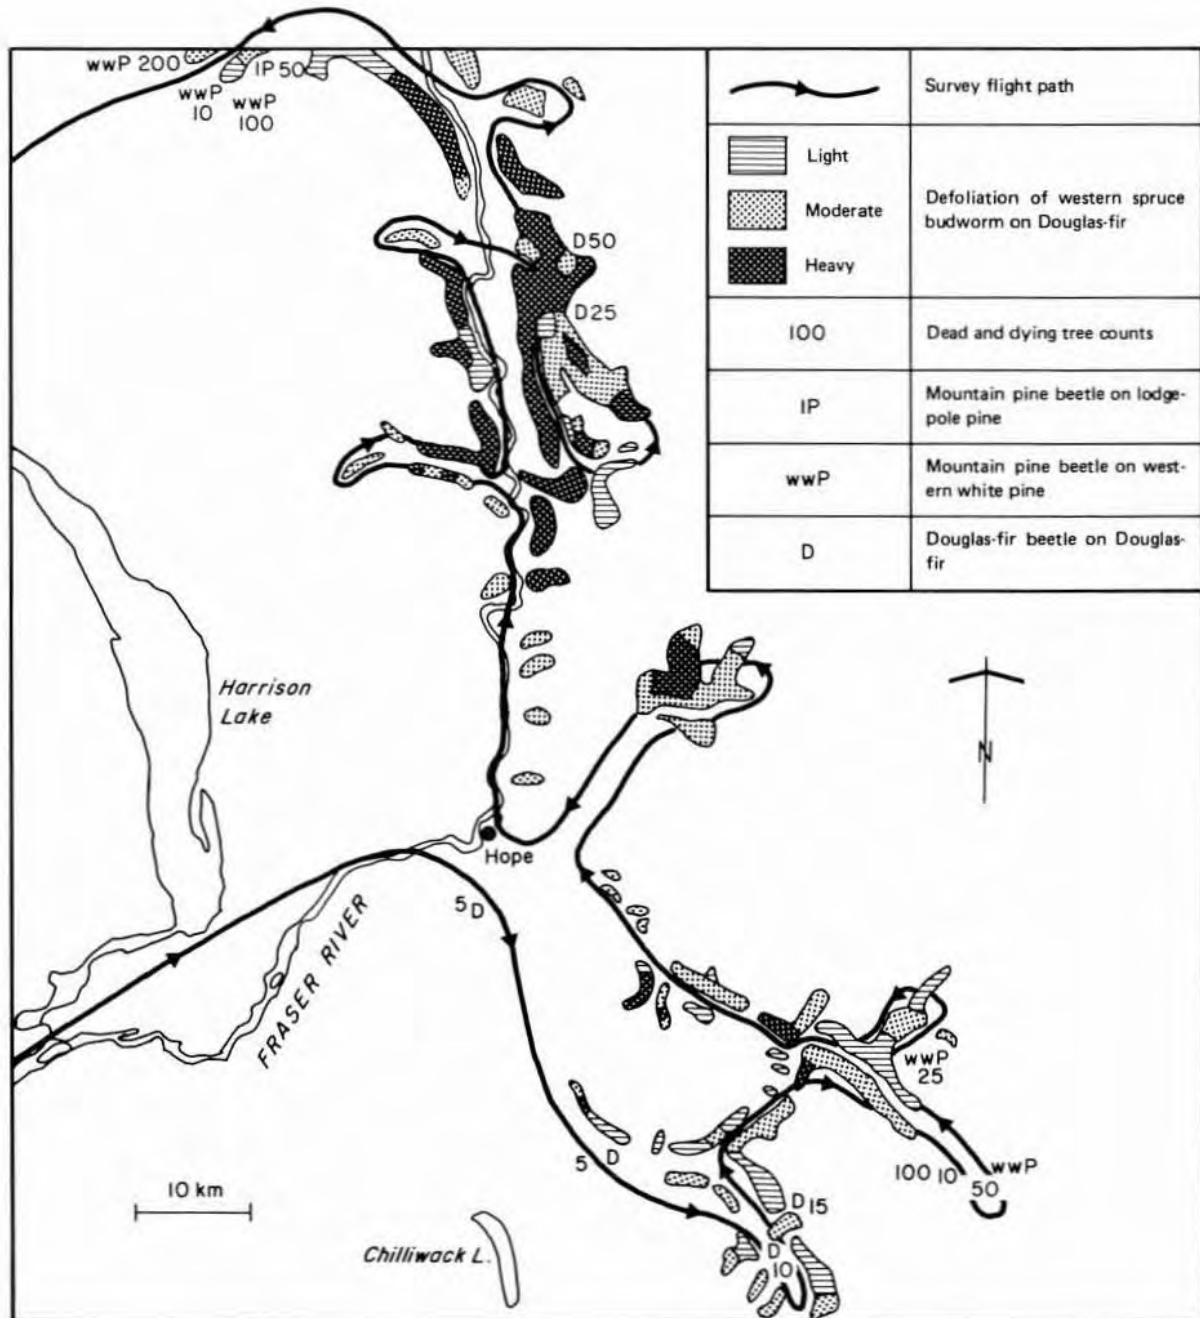 wwP 200
IP 50
wwP
10
wwP
100
D50
D25
Survey flight path
Light
Moderate
Heavy
Defoliation of western spruce
budworm on Douglas-fir
100
Dead and dying tree counts
IP
Mountain pine beetle on lodge-
pole pine
wwP
Mountain pine beetle on west-
ern white pine
D
Douglas-fir beetle on Douglas-
fir
Harrison
Lake
N
Hope
5 D
FRASER RIVER
wwP
25
5 D
100 10 50 wwP
D15
D
10
10 km
Chilliwack L.